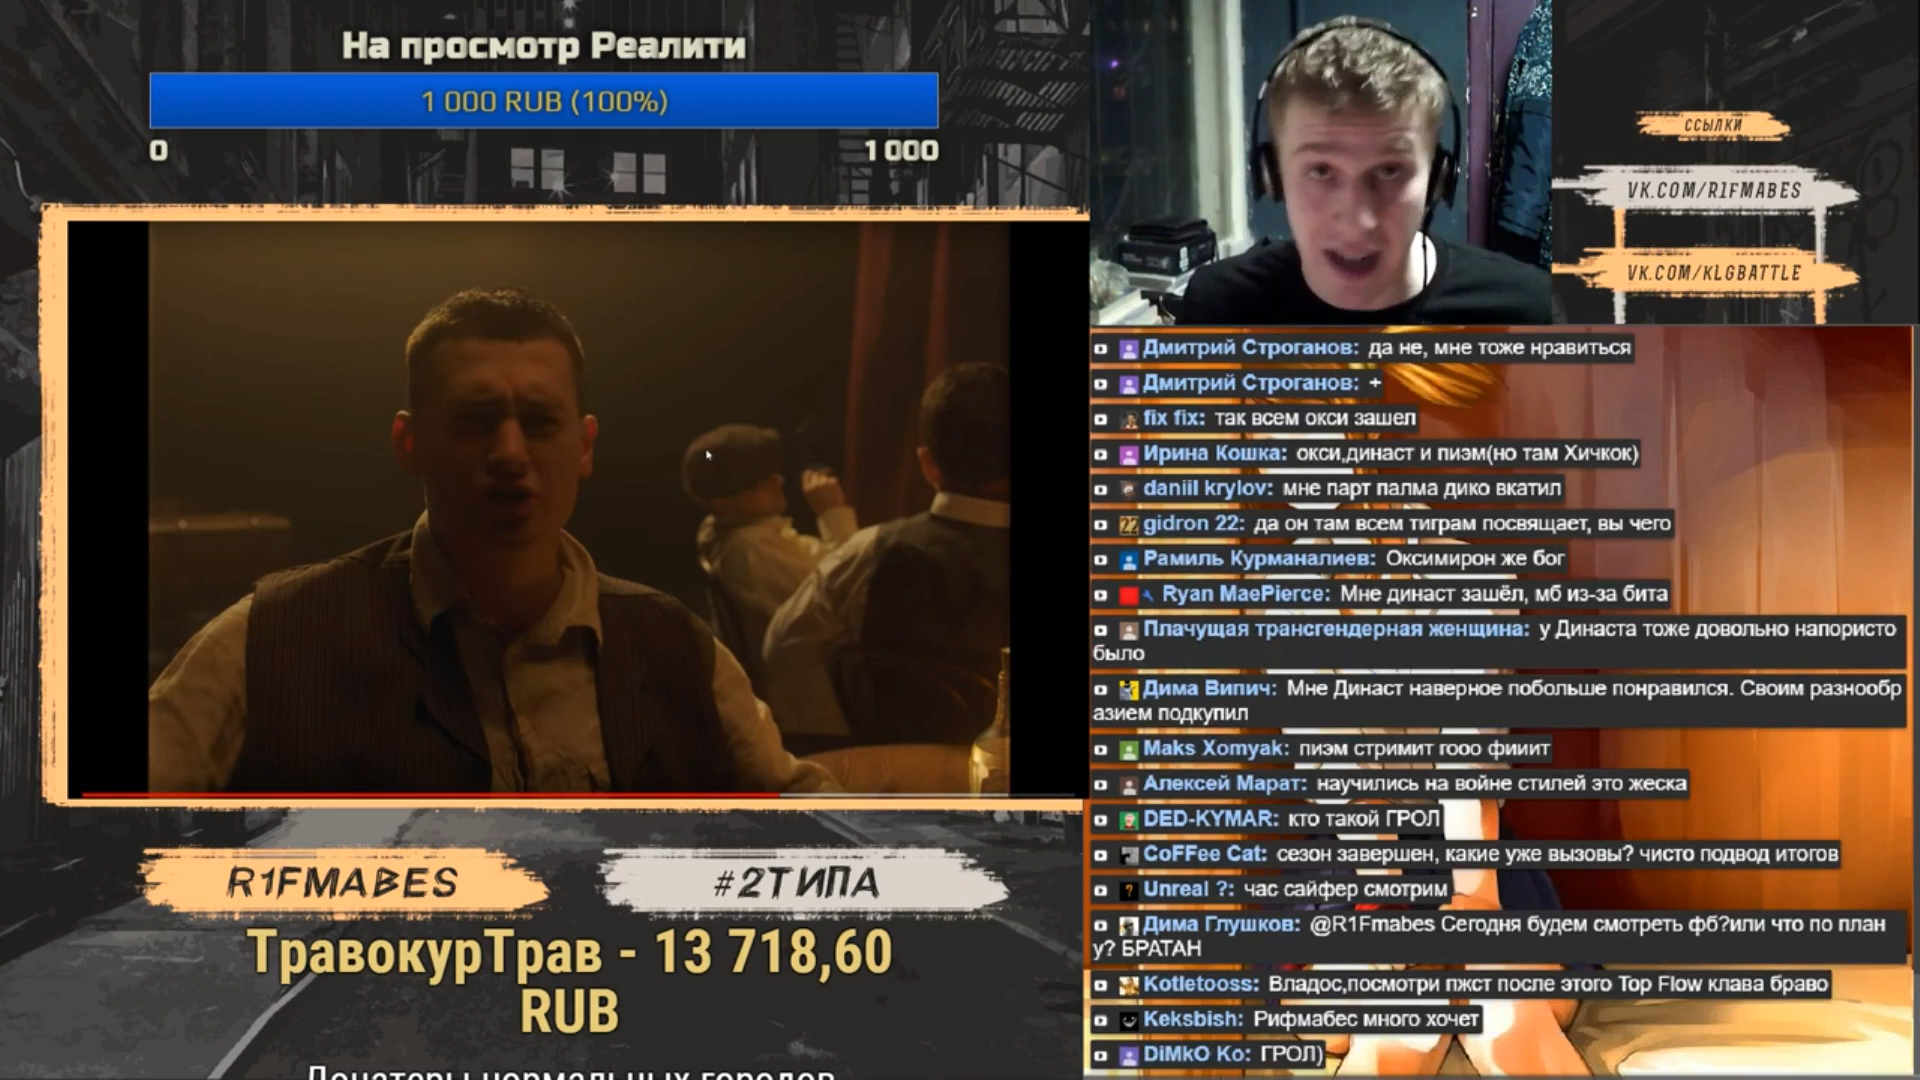 На просмотр Реалити
1 000 RUB (100%)
0
1 000
ССЫЛКИ
VK.COM/R1FMABES
VK.COM/KLGBATTLE
Дмитрий Строганов: да не, мне тоже нравиться
Дмитрий Строганов: +
fix fix: так всем окси зашел
Ирина Кошка: окси,династ и пиэм(но там Хичкок)
daniil krylov: мне парт палма дико вкатил
22 gidron 22: да он там всем тиграм посвящает, вы чего
Рамиль Курманалиев: Оксимирон же бог
Ryan MaePierce: Мне династ зашёл, мб из-за бита
Плачущая трансгендерная женщина: у Династа тоже довольно напористо
было
Дима Випич: Мне Династ наверное побольше понравился. Своим разнообр
азием подкупил
Maks Xomyak: пиэм стримит гооо фииит
Алексей Марат: научились на войне стилей это жеска
DED-KYMAR: кто такой ГРОЛ
CoFFee Cat: сезон завершен, какие уже вызовы? чисто подвод итогов
Unreal ?: час сайфер смотрим
Дима Глушков: @R1Fmabes Сегодня будем смотреть фб?или что по план
у? БРАТАН
Kotletooss: Владос,посмотри пжст после этого Top Flow клава браво
Keksbish: Рифмабес много хочет
DiMkO Ko: ГРОЛ)
R1FMABES
#2ТИПА
ТравокурТрав - 13 718,60
RUB
Донатеры нормальных городов